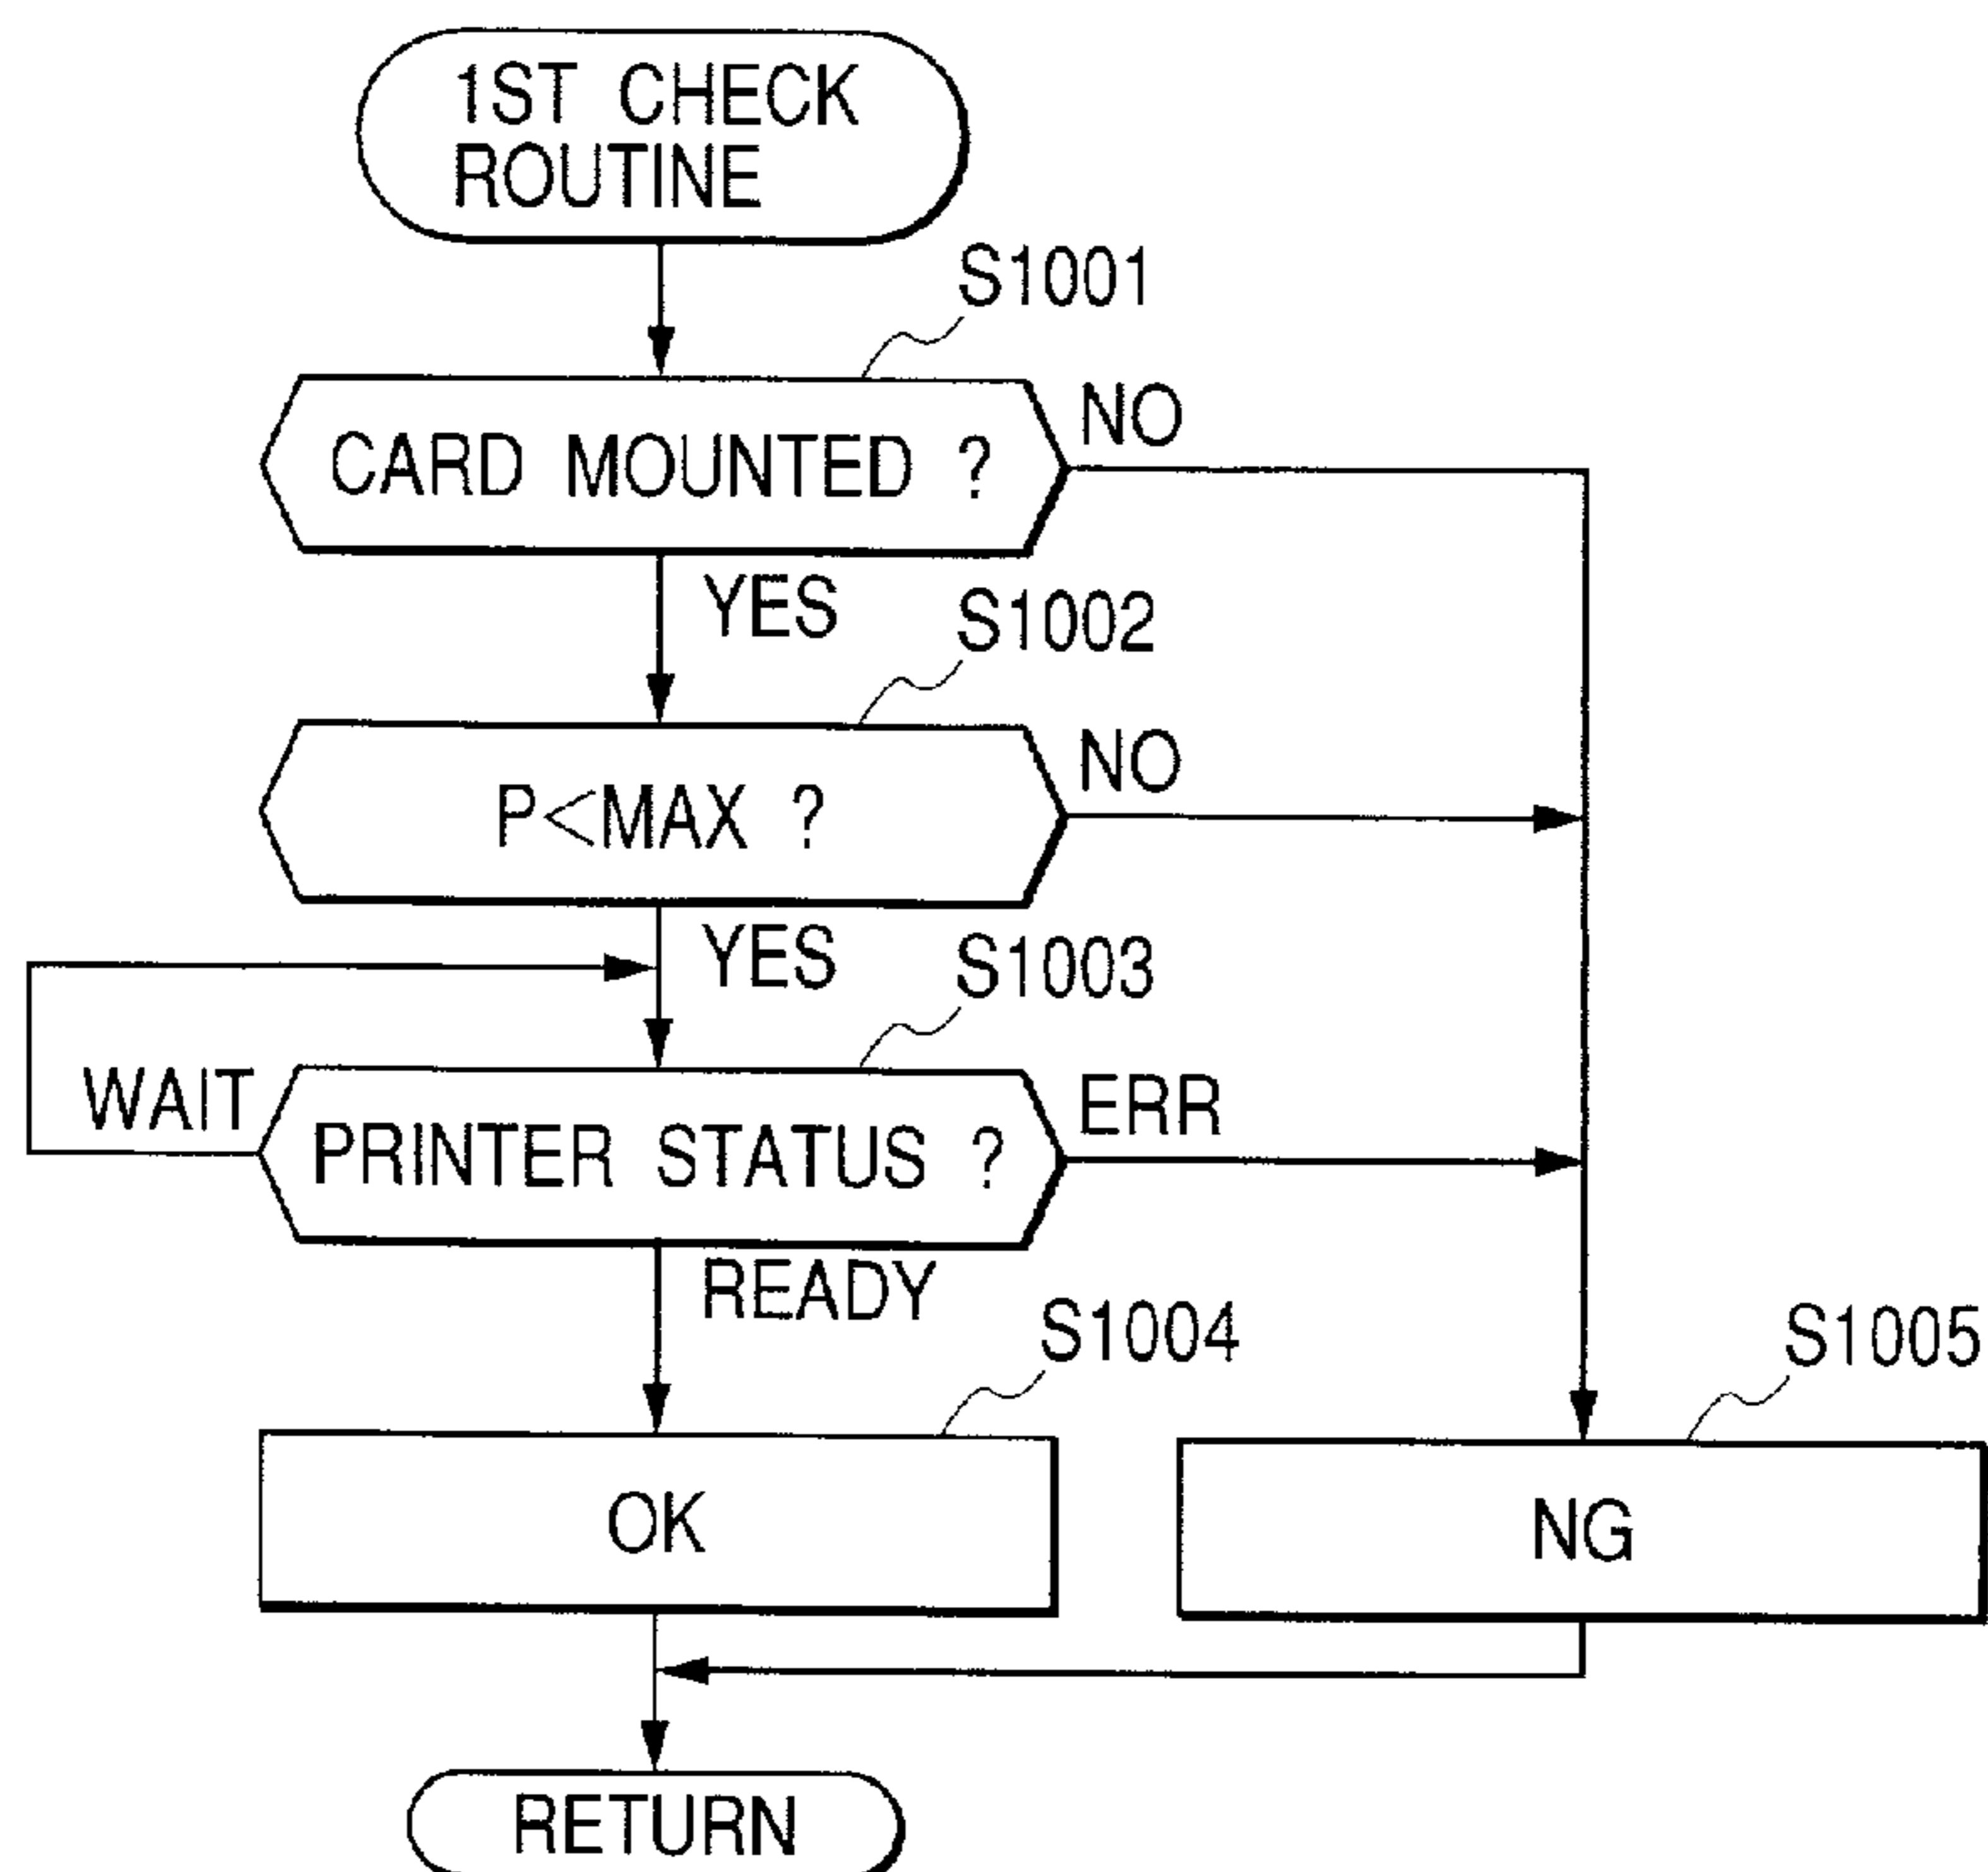 1ST CHECK
ROUTINE
S1001
CARD MOUNTED ?
NO
YES
S1002
P<MAX ?
NO
YES
S1003
WAIT
PRINTER STATUS ?
ERR
READY
S1004
S1005
OK
NG
RETURN